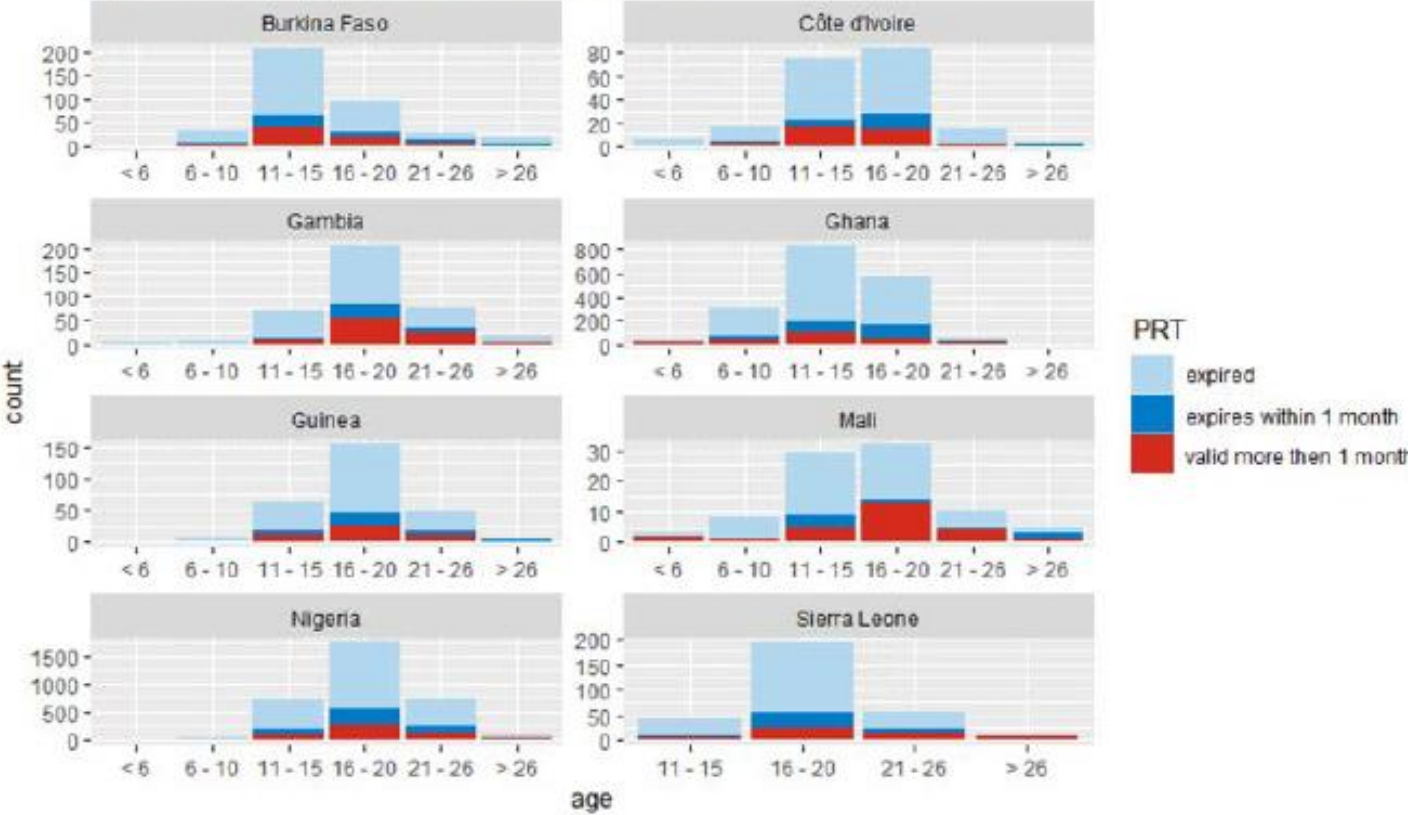 Burkina Faso
200
150
100
50
0
< 6 6 - 10 11 - 15 16 - 20 21 - 26 > 26
Côte d'Ivoire
80
60
40
20
0
< 6 6 - 10 11 - 15 16 - 20 21 - 26 > 26
Gambia
200
150
100
50
0
< 6 6 - 10 11 - 15 16 - 20 21 - 26 > 26
Ghana
800
600
400
200
0
< 6 6 - 10 11 - 15 16 - 20 21 - 26 > 26
Guinea
150
100
50
0
< 6 6 - 10 11 - 15 16 - 20 21 - 26 > 26
Mali
30
20
10
0
< 6 6 - 10 11 - 15 16 - 20 21 - 26 > 26
Nigeria
1500
1000
500
0
< 6 6 - 10 11 - 15 16 - 20 21 - 26 > 26
Sierra Leone
200
150
100
50
0
11 - 15 16 - 20 21 - 26 > 26
count
age
PRT
expired
expires within 1 month
valid more then 1 month